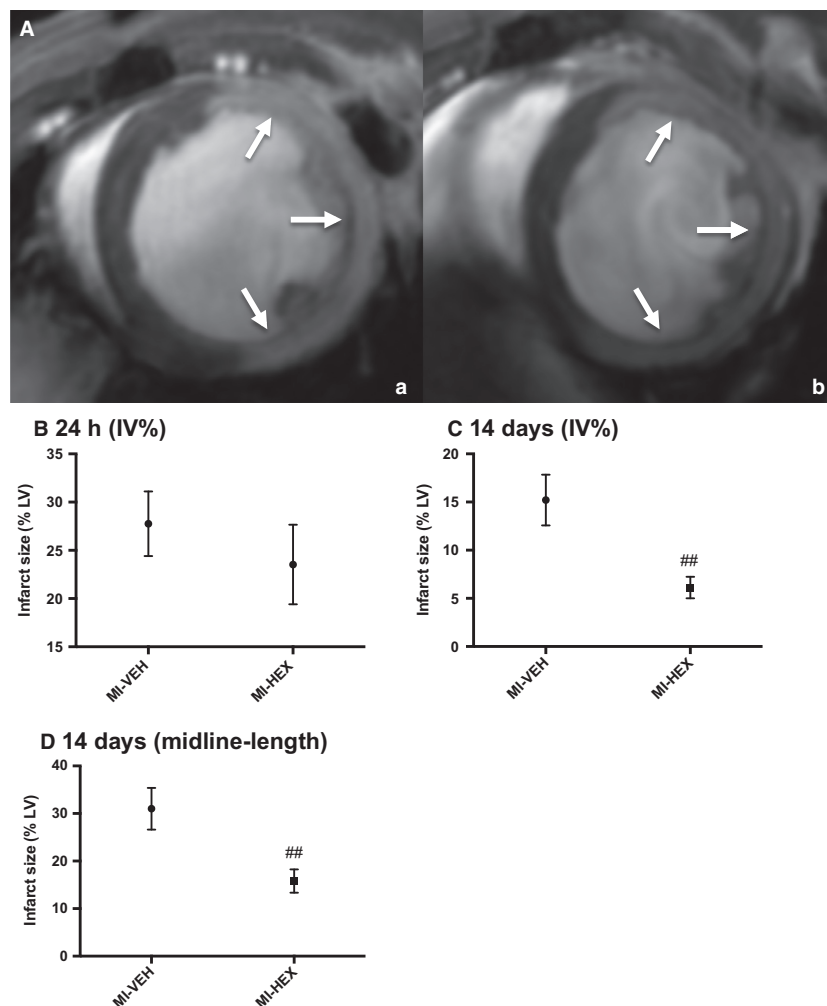 A
a
b
B 24 h (IV%)
35
30
25
20
15
Infarct size (% LV)
MI-VEH
MI-HEX
C 14 days (IV%)
20
15
10
5
0
Infarct size (% LV)
##
MI-VEH
MI-HEX
D 14 days (midline-length)
40
30
20
10
0
Infarct size (% LV)
##
MI-VEH
MI-HEX